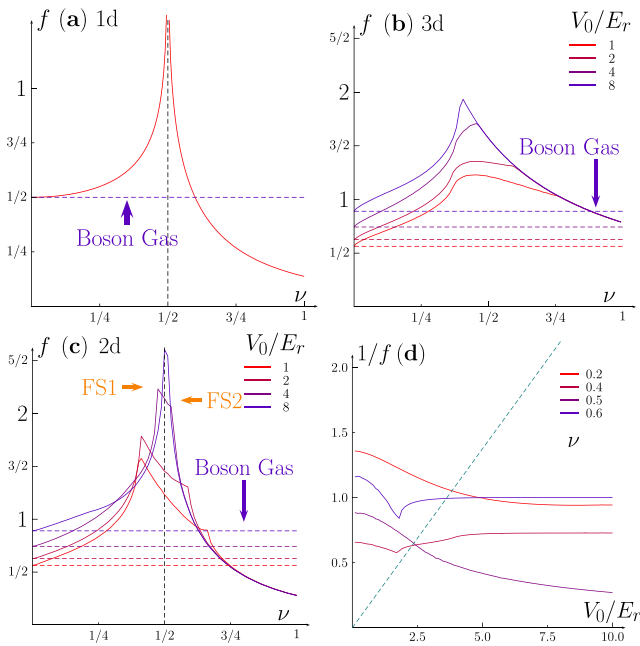 f (a) 1d
1
3/4
1/2
1/4
Boson Gas
1/4
1/2
3/4
1
ν
f (b) 3d
V₀/Eᵣ
1
2
4
8
5/2
2
3/2
1
1/2
Boson Gas
1/4
1/2
3/4
1
ν
f (c) 2d
V₀/Eᵣ
1
2
4
8
5/2
2
3/2
1
1/2
FS1
FS2
Boson Gas
1/4
1/2
3/4
1
ν
1/f (d)
0.2
0.4
0.5
0.6
ν
2.0
1.5
1.0
0.5
2.5
5.0
7.5
10.0
V₀/Eᵣ